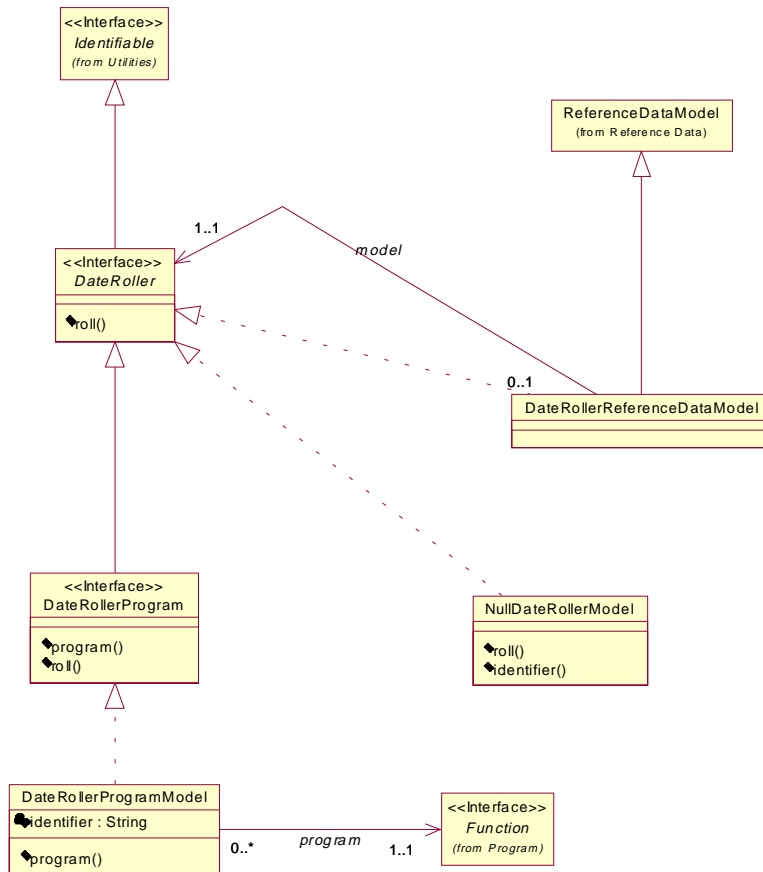 <<Interface>>
Identifiable
(from Utilities)
ReferenceDataModel
(from Reference Data)
1..1
model
<<Interface>>
DateRoller
roll()
0..1
DateRollerReferenceDataModel
<<Interface>>
DateRollerProgram
program()
roll()
NullDateRollerModel
roll()
identifier()
DateRollerProgramModel
identifier : String
program()
0..*
program
1..1
<<Interface>>
Function
(from Program)